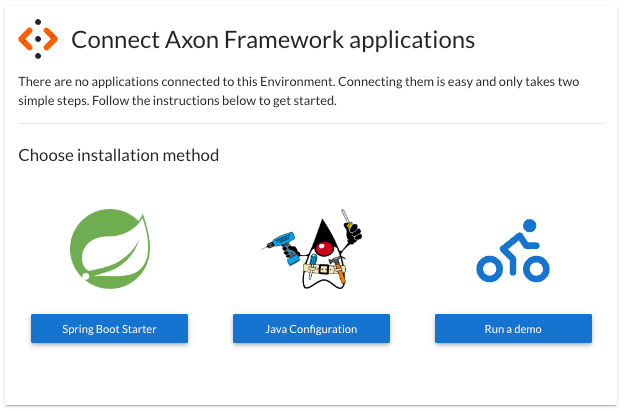 Connect Axon Framework applications
There are no applications connected to this Environment. Connecting them is easy and only takes two
simple steps. Follow the instructions below to get started.
Choose installation method
Spring Boot Starter
Java Configuration
Run a demo